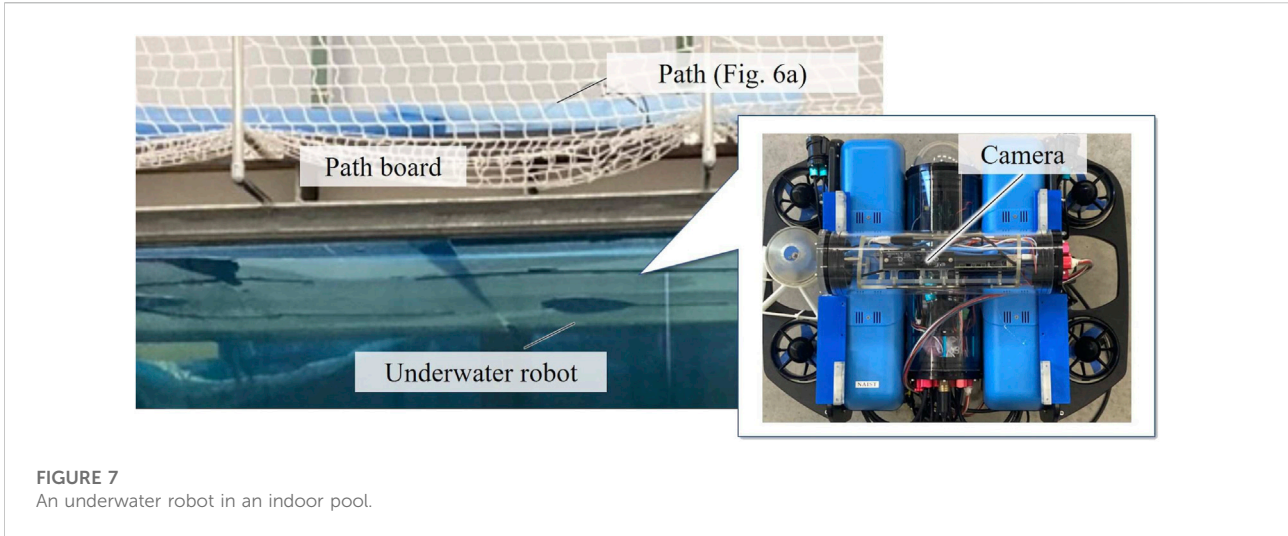 Path (Fig. 6a)
Path board
Underwater robot
Camera
NAIST
FIGURE 7
An underwater robot in an indoor pool.